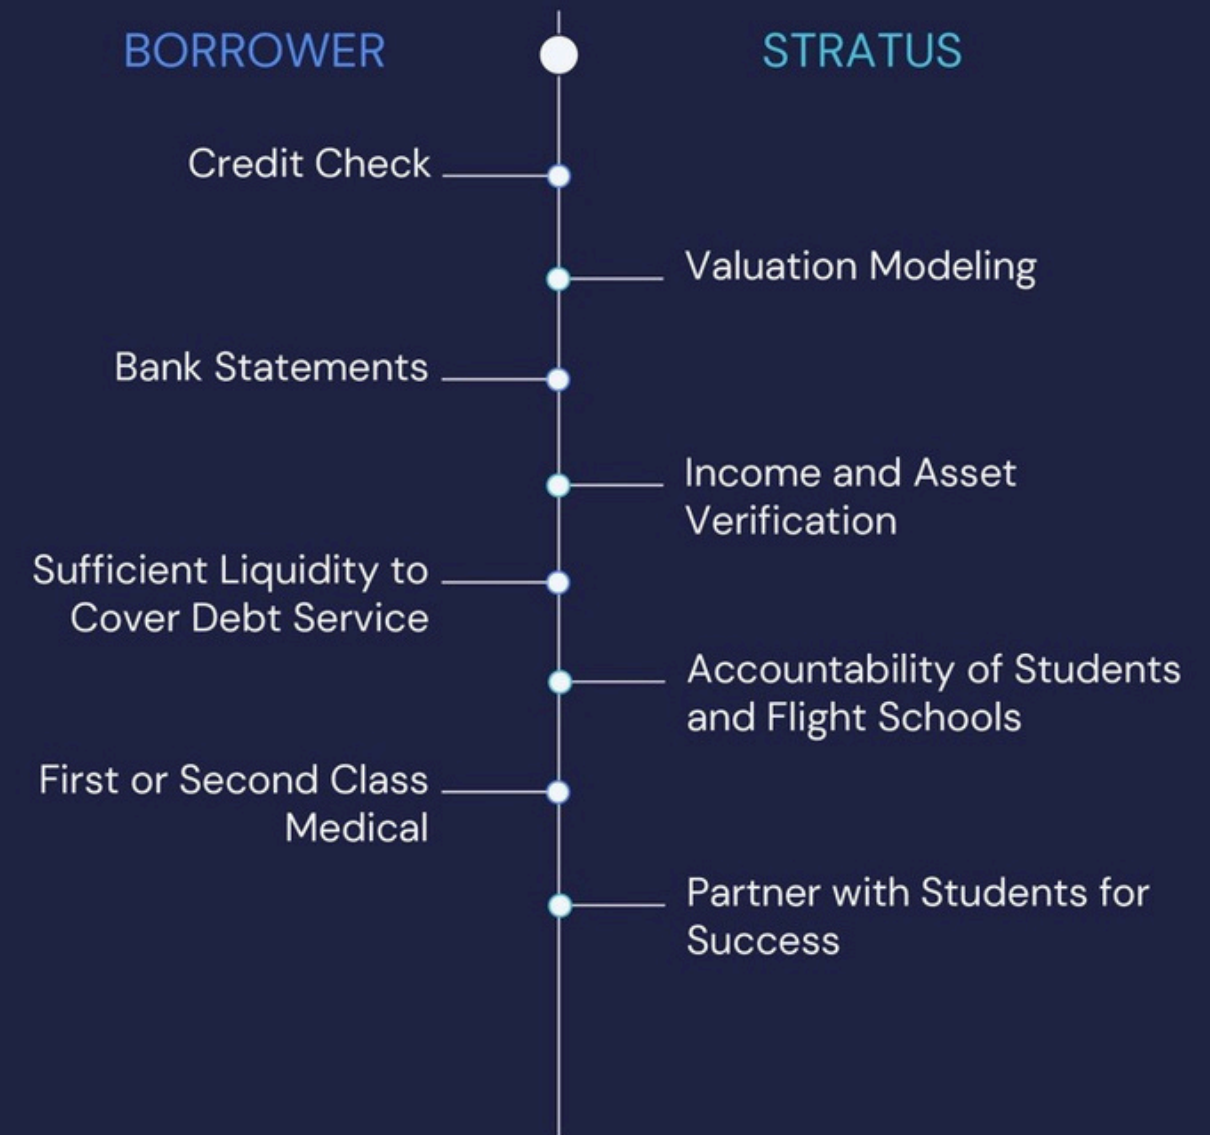 BORROWER
STRATUS
Credit Check
Valuation Modeling
Bank Statements
Income and Asset
Verification
Sufficient Liquidity to
Cover Debt Service
Accountability of Students
and Flight Schools
First or Second Class
Medical
Partner with Students for
Success